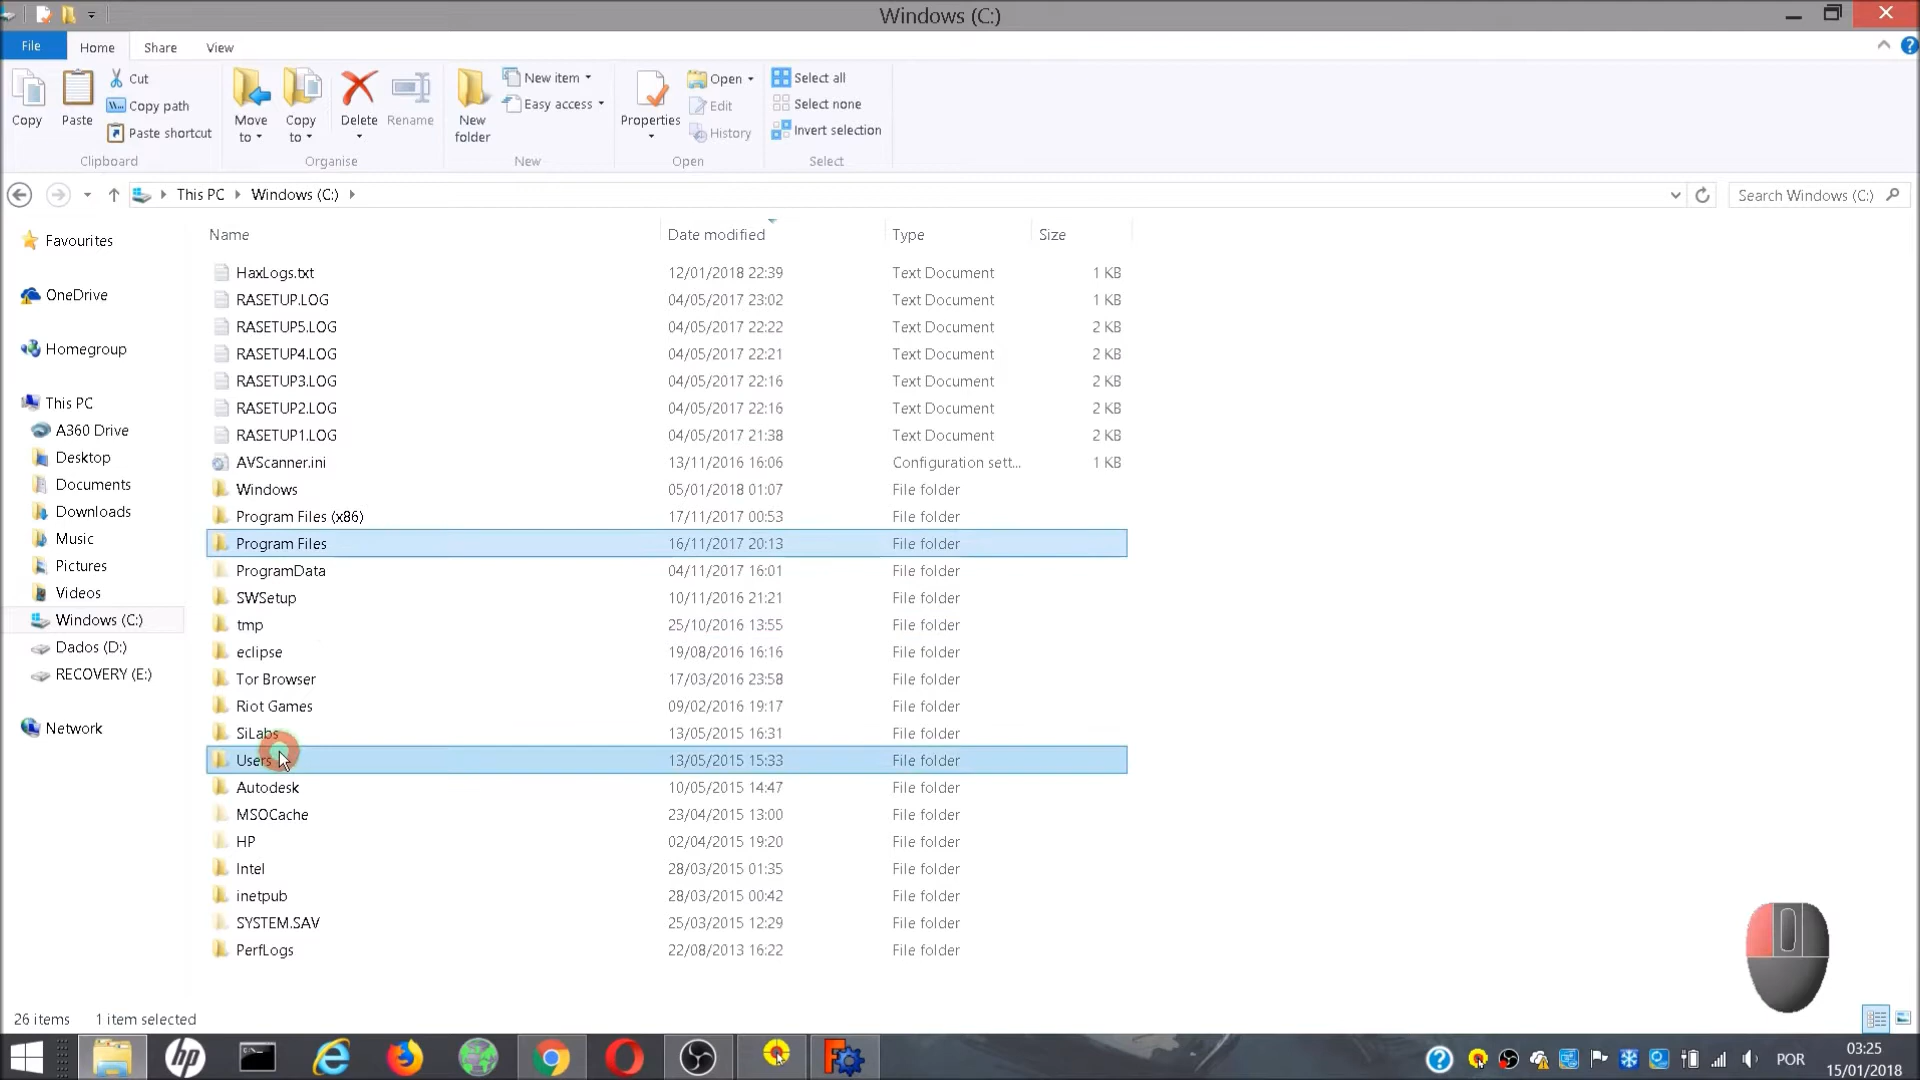 Windows (C:)
File Home Share View
Copy
Paste
Cut
Copy path
Paste shortcut
Clipboard
Move to
Copy to
Delete
Rename
Organise
New folder
New item
Easy access
New
Properties
Open
Edit
History
Open
Select all
Select none
Invert selection
Select
This PC Windows (C:)
Search Windows (C:)
Favourites
OneDrive
Homegroup
This PC
A360 Drive
Desktop
Documents
Downloads
Music
Pictures
Videos
Windows (C:)
Dados (D:)
RECOVERY (E:)
Network
Name Date modified Type Size
HaxLogs.txt 12/01/2018 22:39 Text Document 1 KB
RASETUP.LOG 04/05/2017 23:02 Text Document 1 KB
RASETUP5.LOG 04/05/2017 22:22 Text Document 2 KB
RASETUP4.LOG 04/05/2017 22:21 Text Document 2 KB
RASETUP3.LOG 04/05/2017 22:16 Text Document 2 KB
RASETUP2.LOG 04/05/2017 22:16 Text Document 2 KB
RASETUP1.LOG 04/05/2017 21:38 Text Document 2 KB
AVScanner.ini 13/11/2016 16:06 Configuration sett... 1 KB
Windows 05/01/2018 01:07 File folder
Program Files (x86) 17/11/2017 00:53 File folder
Program Files 16/11/2017 20:13 File folder
ProgramData 04/11/2017 16:01 File folder
SWSetup 10/11/2016 21:21 File folder
tmp 25/10/2016 13:55 File folder
eclipse 19/08/2016 16:16 File folder
Tor Browser 17/03/2016 23:58 File folder
Riot Games 09/02/2016 19:17 File folder
SiLabs 13/05/2015 16:31 File folder
Users 13/05/2015 15:33 File folder
Autodesk 10/05/2015 14:47 File folder
MSOCache 23/04/2015 13:00 File folder
HP 02/04/2015 19:20 File folder
Intel 28/03/2015 01:35 File folder
inetpub 28/03/2015 00:42 File folder
SYSTEM.SAV 25/03/2015 12:29 File folder
PerfLogs 22/08/2013 16:22 File folder
26 items 1 item selected
hp
POR
03:25
15/01/2018